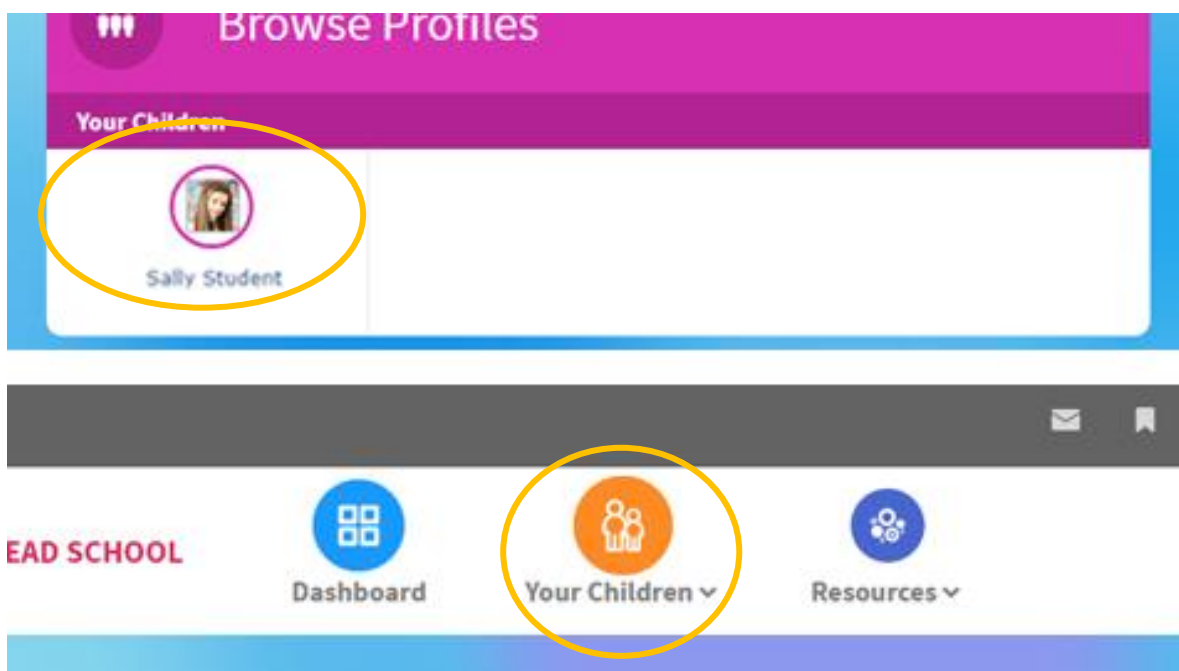 Browse Profiles
Your Children
Sally Student
EAD SCHOOL
Dashboard
Your Children
Resources